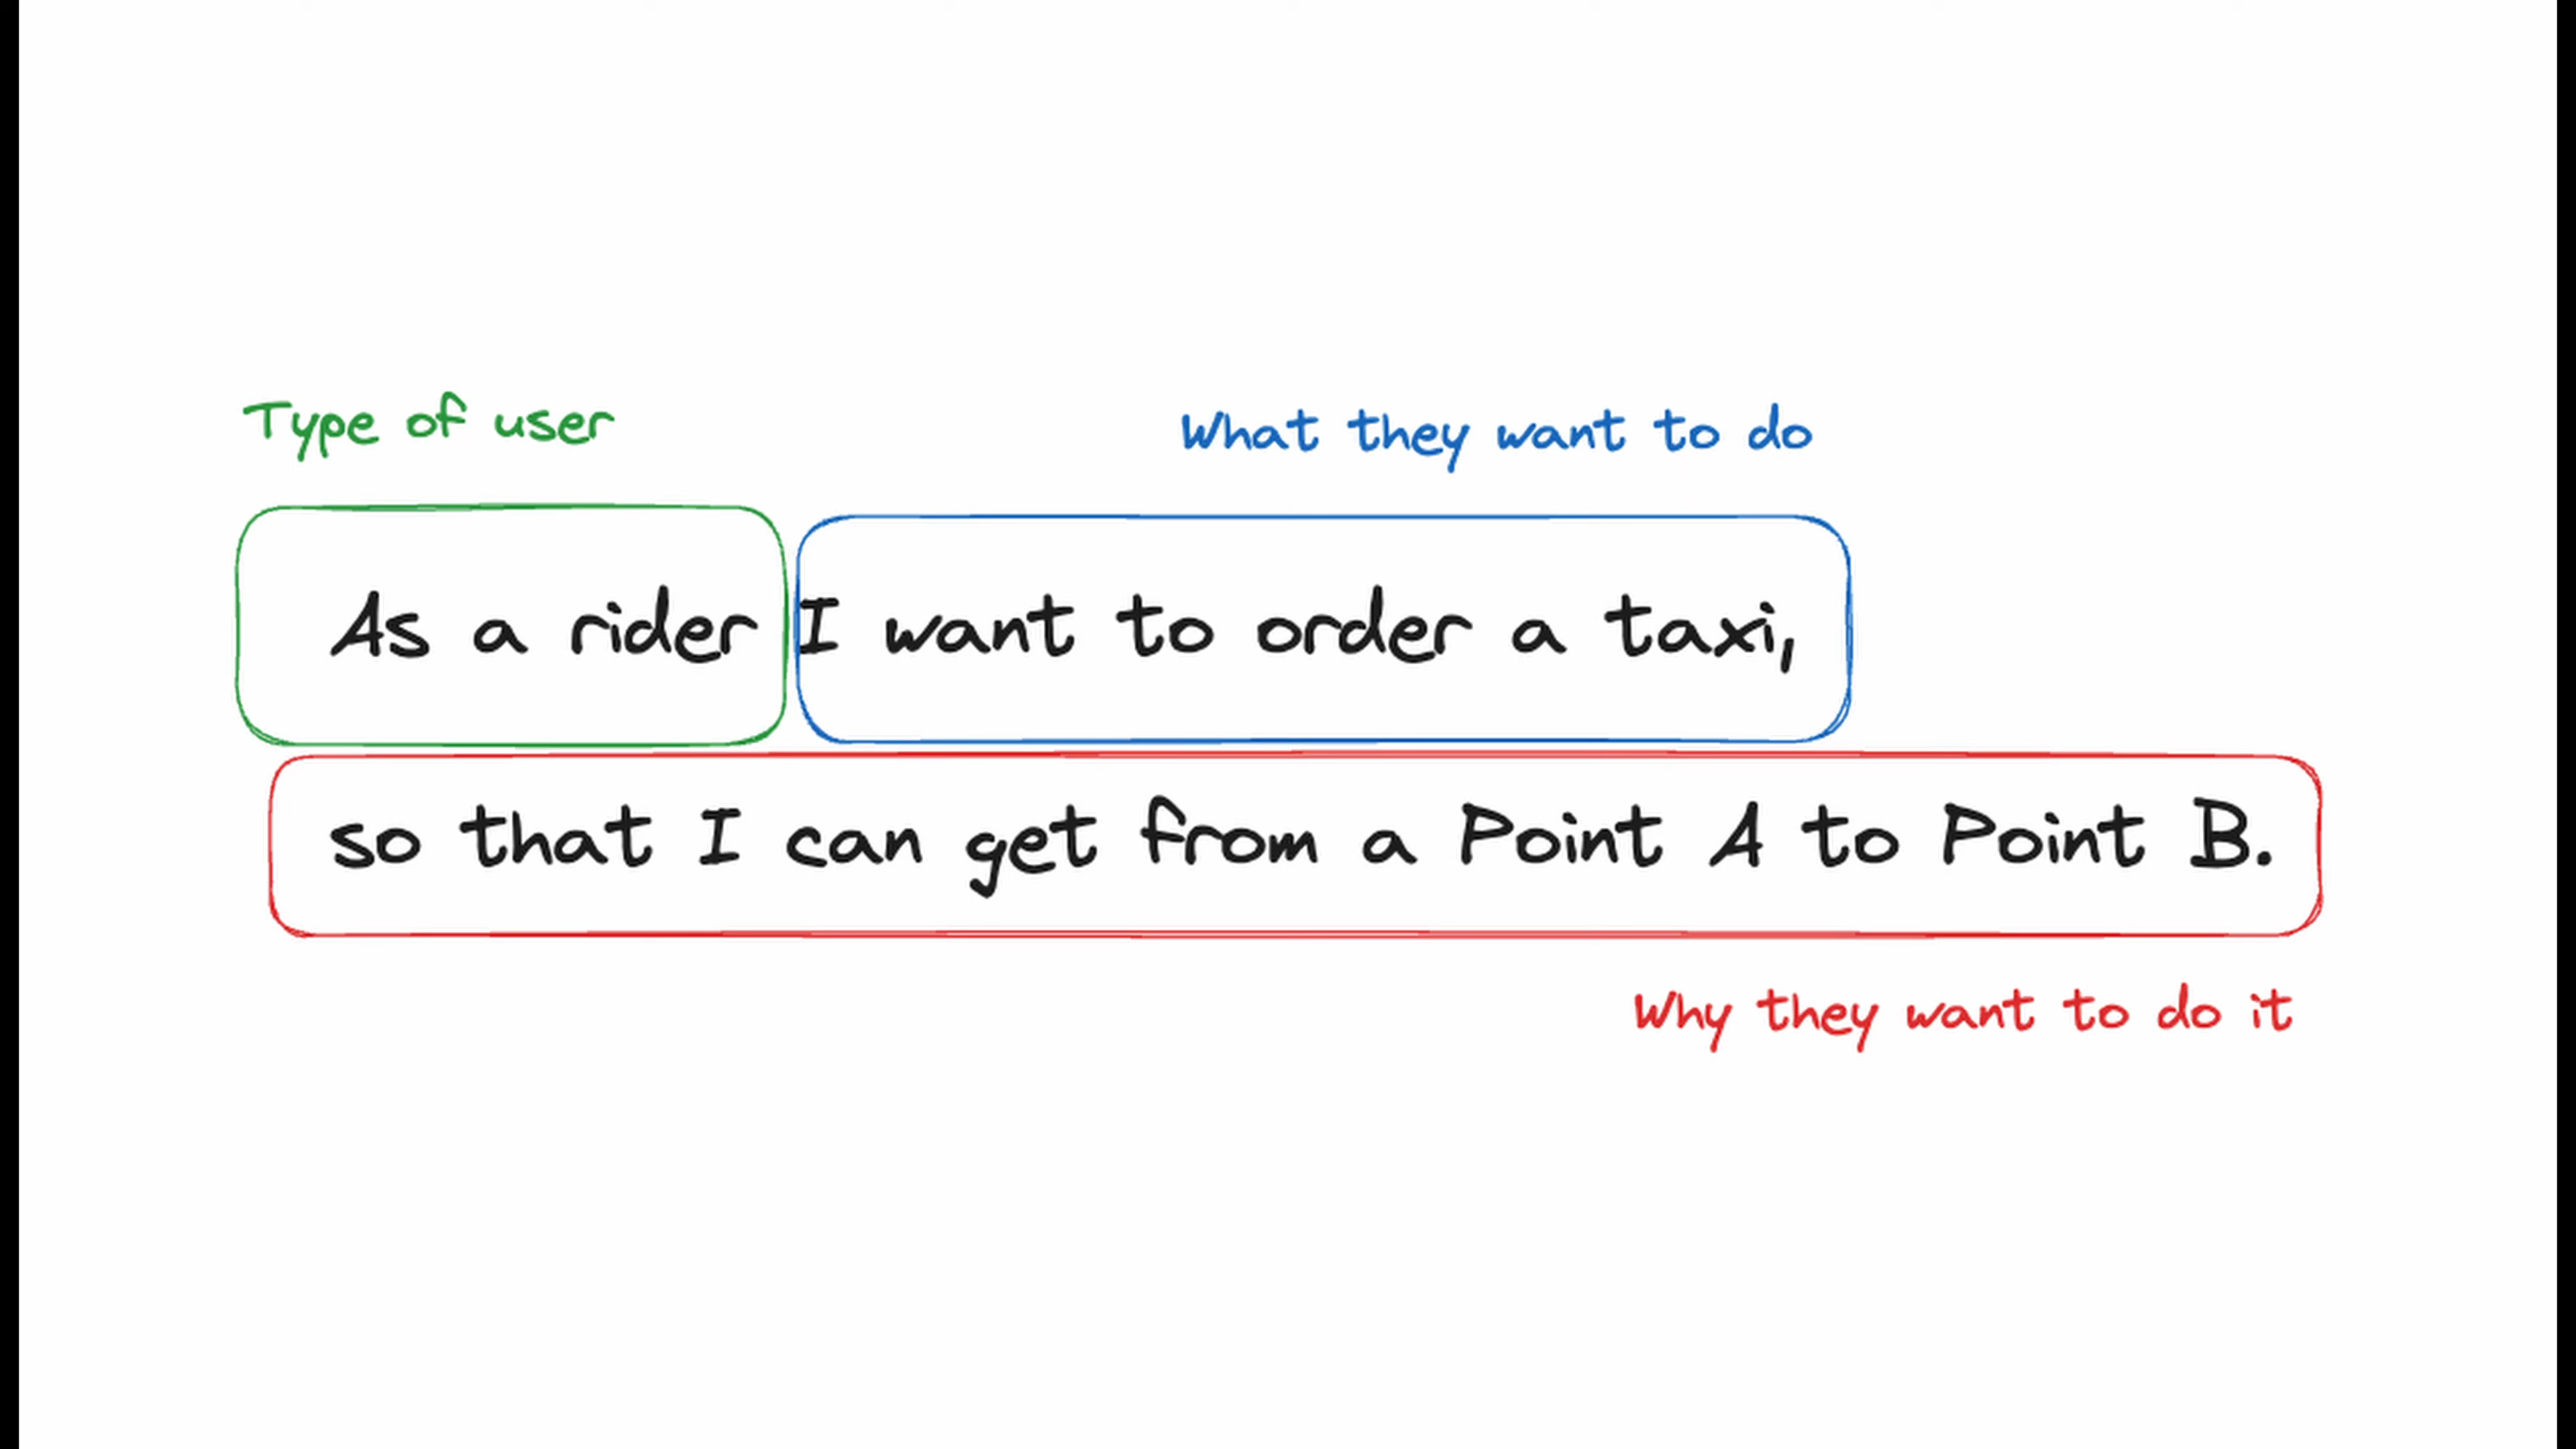 Type of user
What they want to do
As a rider I want to order a taxi,
so that I can get from a Point A to Point B.
Why they want to do it